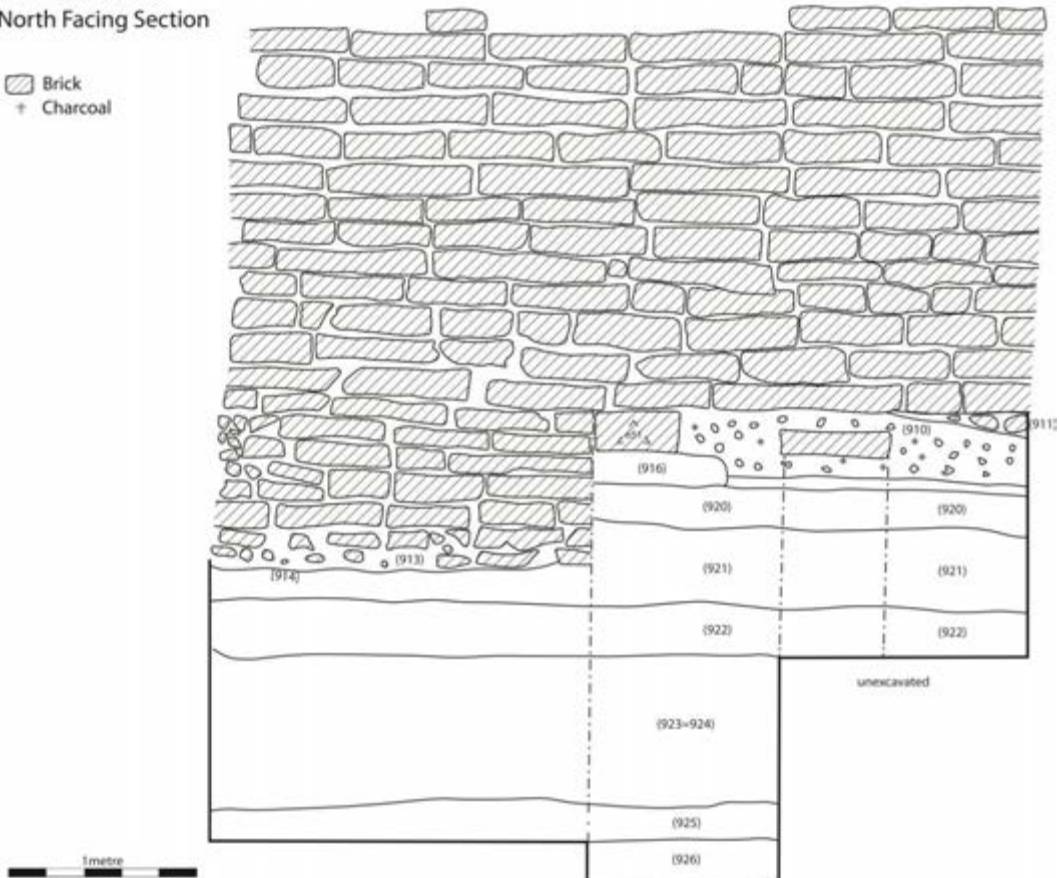 North Facing Section
Brick
Charcoal
(910)
(911)
(916)
(920)
(920)
(913)
(914)
(921)
(921)
(922)
(922)
unexcavated
(923=924)
(925)
(926)
1metre